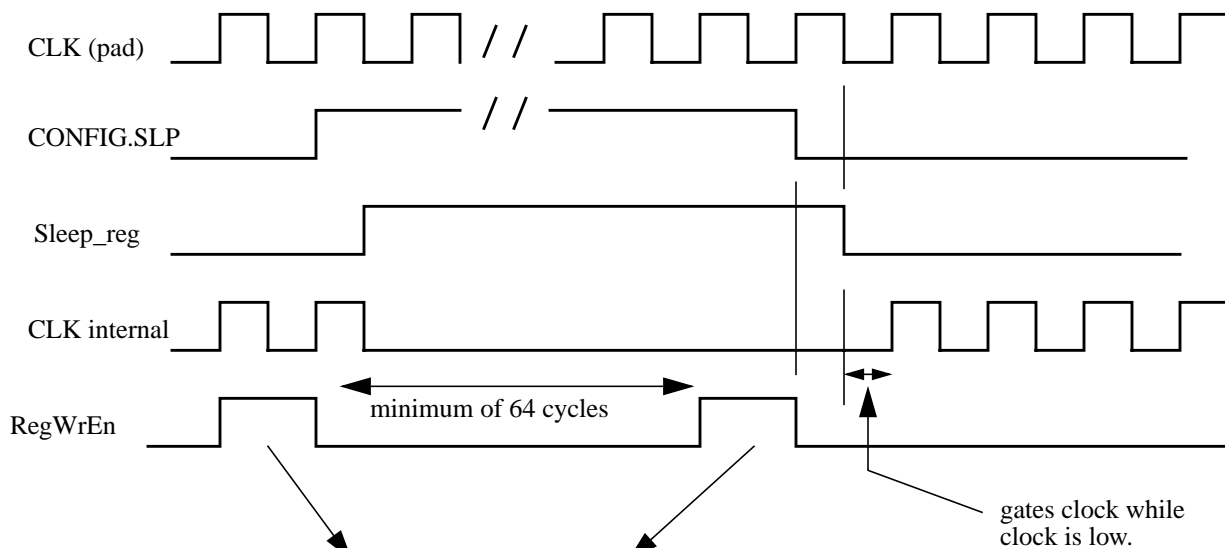 CLK (pad)
CONFIG.SLP
Sleep_reg
CLK internal
minimum of 64 cycles
RegWrEn
gates clock while
clock is low.